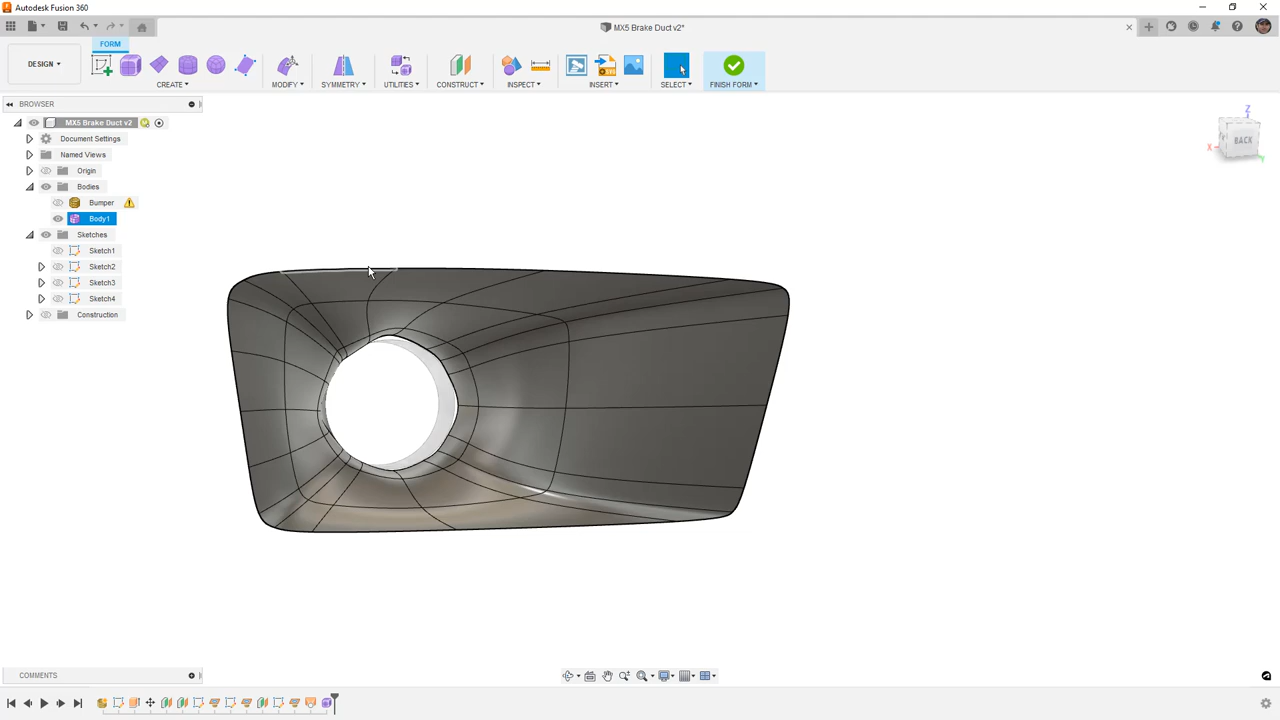 Autodesk Fusion 360
MX5 Brake Duct v2*
FORM
DESIGN
CREATE
MODIFY
SYMMETRY
UTILITIES
CONSTRUCT
INSPECT
INSERT
SELECT
FINISH FORM
BROWSER
MX5 Brake Duct v2
Document Settings
Named Views
Origin
Bodies
Bumper
Body1
Sketches
Sketch1
Sketch2
Sketch3
Sketch4
Construction
Z
BACK
X
Y
COMMENTS